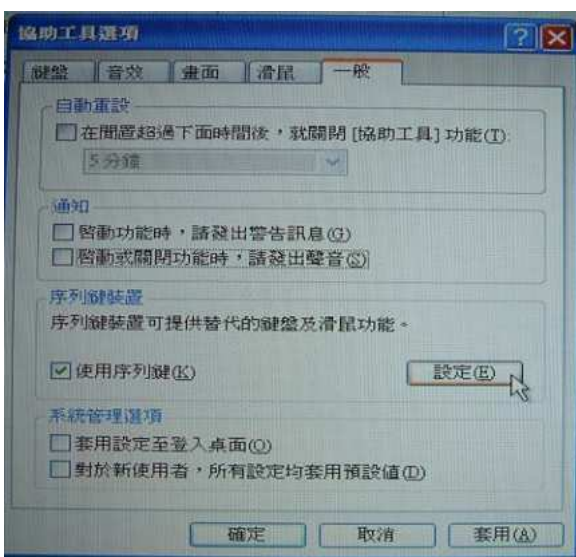 協助工具選項
鍵盤 音效 畫面 滑鼠 一般
自動重設
在閒置超過下面時間後，就關閉 [協助工具] 功能(T):
5 分鐘
通知
啟動功能時，請發出警告訊息(G)
啟動或關閉功能時，請發出聲音(S)
序列鍵裝置
序列鍵裝置可提供替代的鍵盤及滑鼠功能。
使用序列鍵(K) 設定(E)
系統管理選項
套用設定至登入桌面(O)
對於新使用者，所有設定均套用預設值(D)
確定 取消 套用(A)